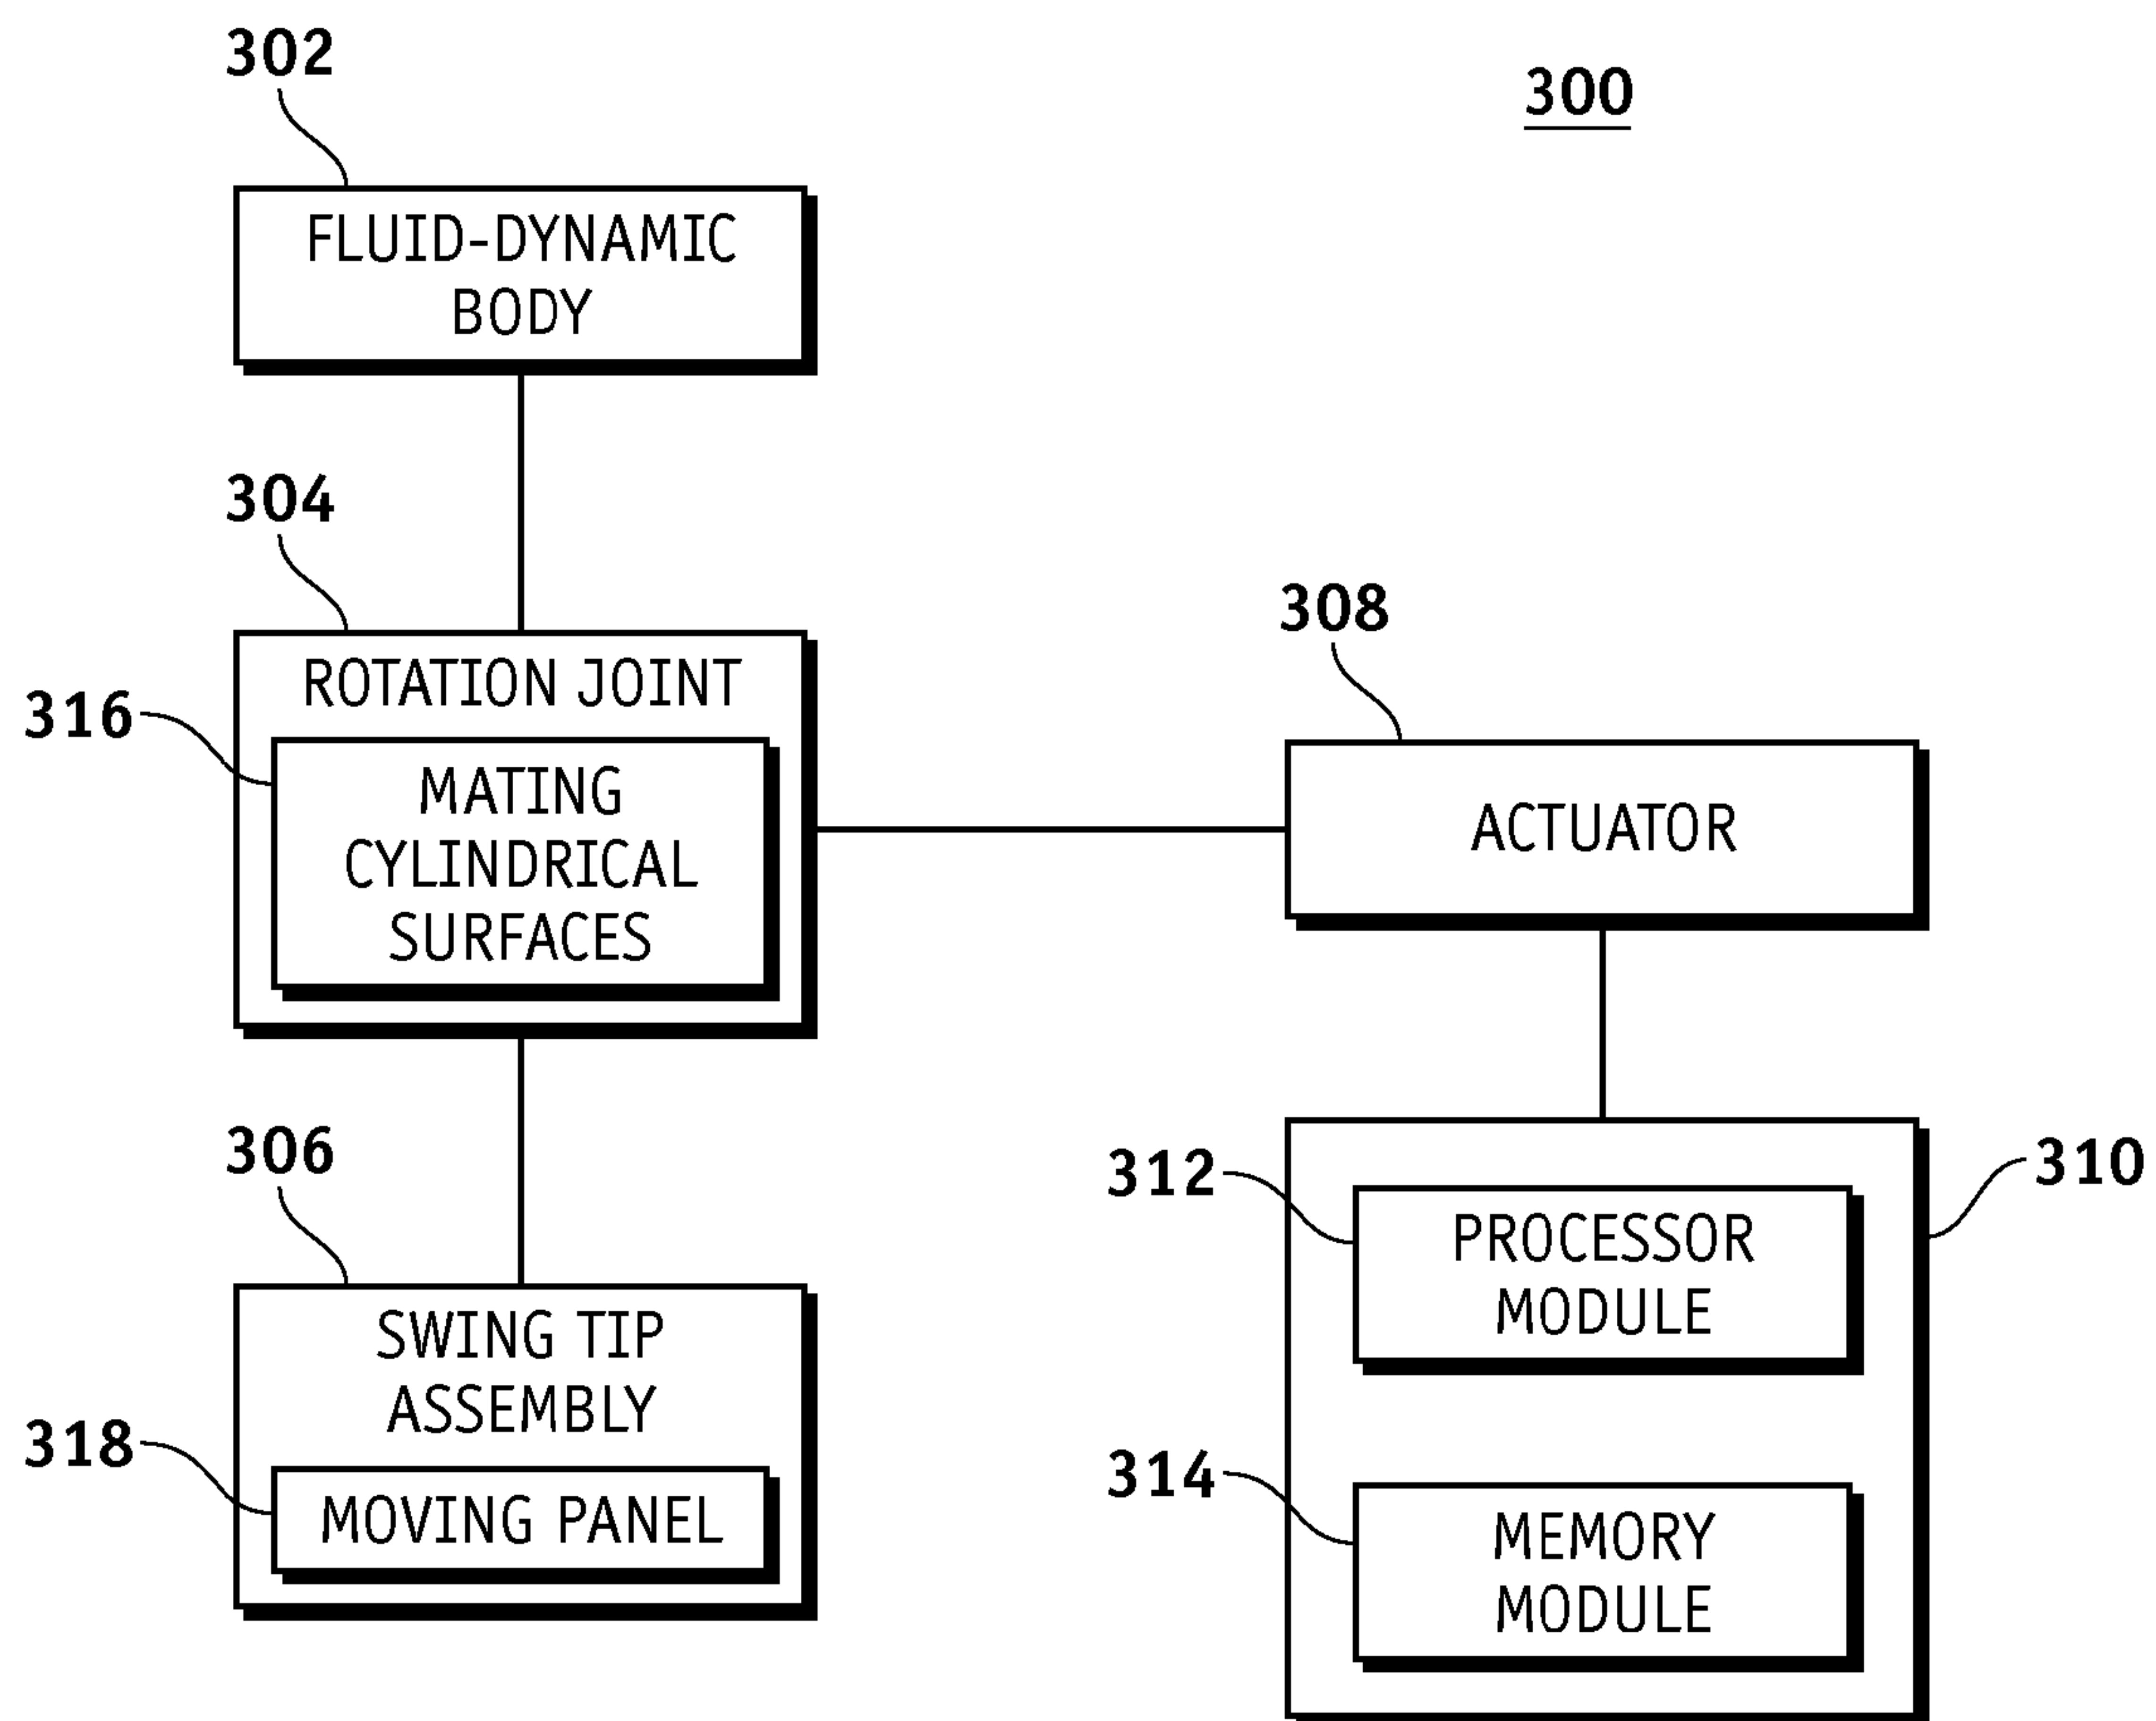 302
300
FLUID-DYNAMIC
BODY
304
308
ROTATION JOINT
316
MATING
CYLINDRICAL
SURFACES
ACTUATOR
306
312
310
PROCESSOR
MODULE
SWING TIP
ASSEMBLY
318
314
MOVING PANEL
MEMORY
MODULE